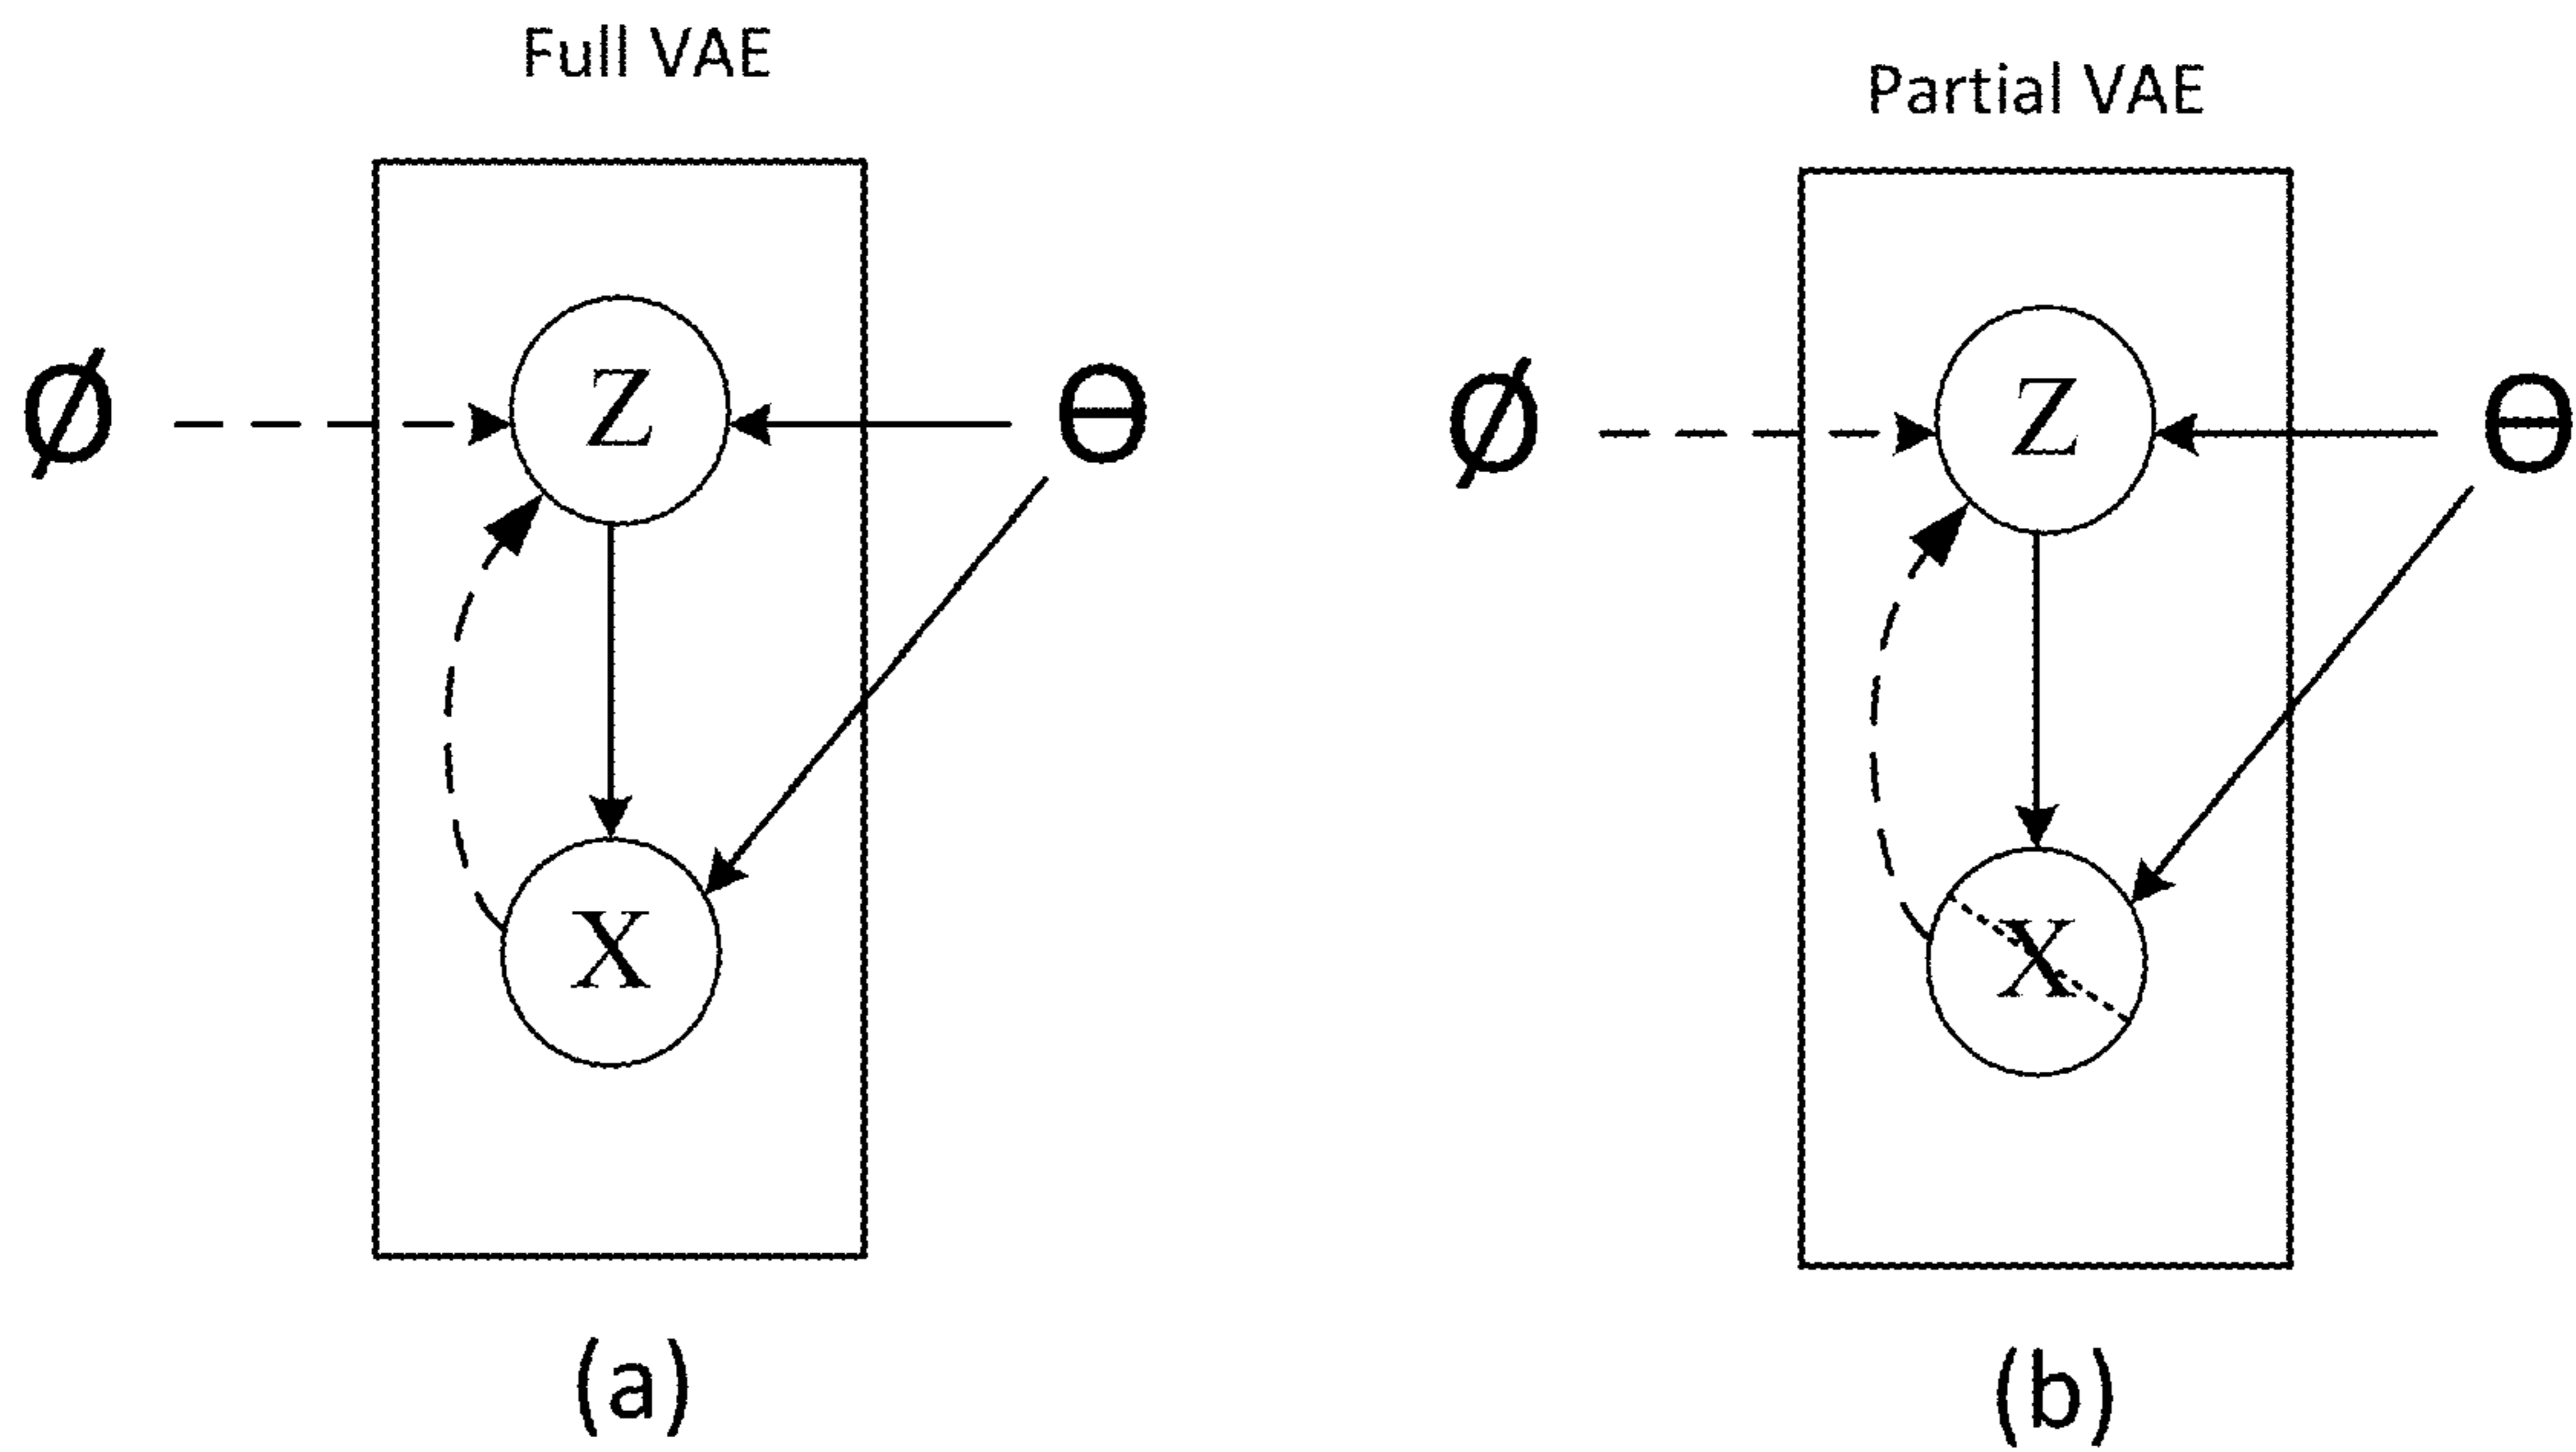 Full VAE
Ø
Z
Θ
X
(a)
Partial VAE
Ø
Z
Θ
X
(b)